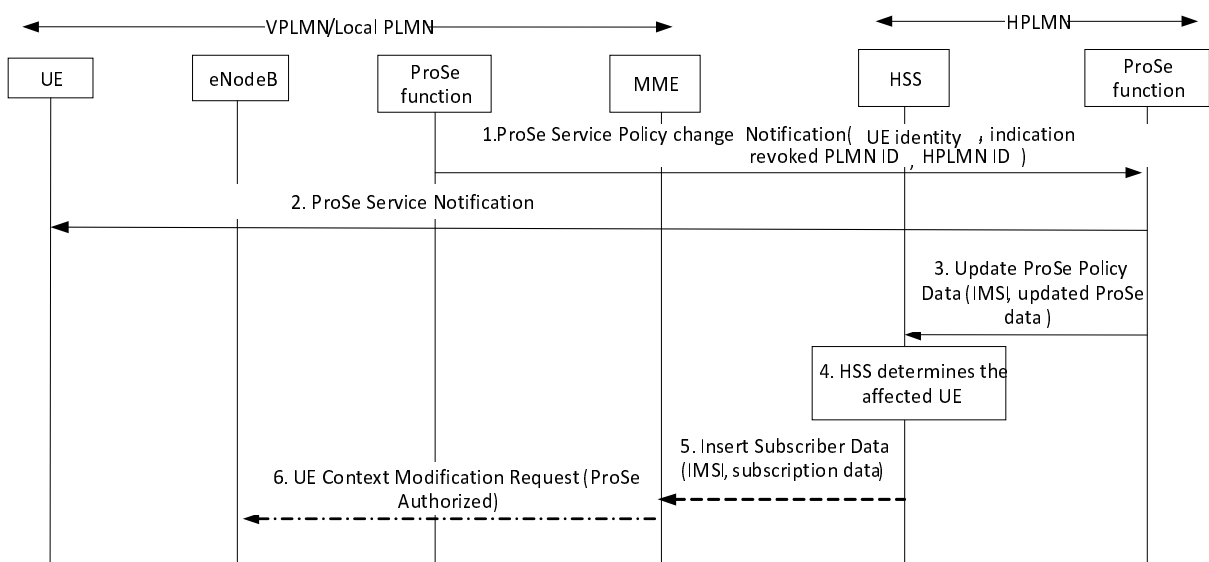 VPLMN/Local PLMN
HPLMN
UE
eNodeB
ProSe
function
MME
HSS
ProSe
function
1.ProSe Service Policy change Notification( UE identity , indication
revoked PLMN ID , HPLMN ID )
2. ProSe Service Notification
3. Update ProSe Policy
Data (IMSI, updated ProSe
data )
4. HSS determines the
affected UE
5. Insert Subscriber Data
(IMSI, subscription data)
6. UE Context Modification Request (ProSe
Authorized)